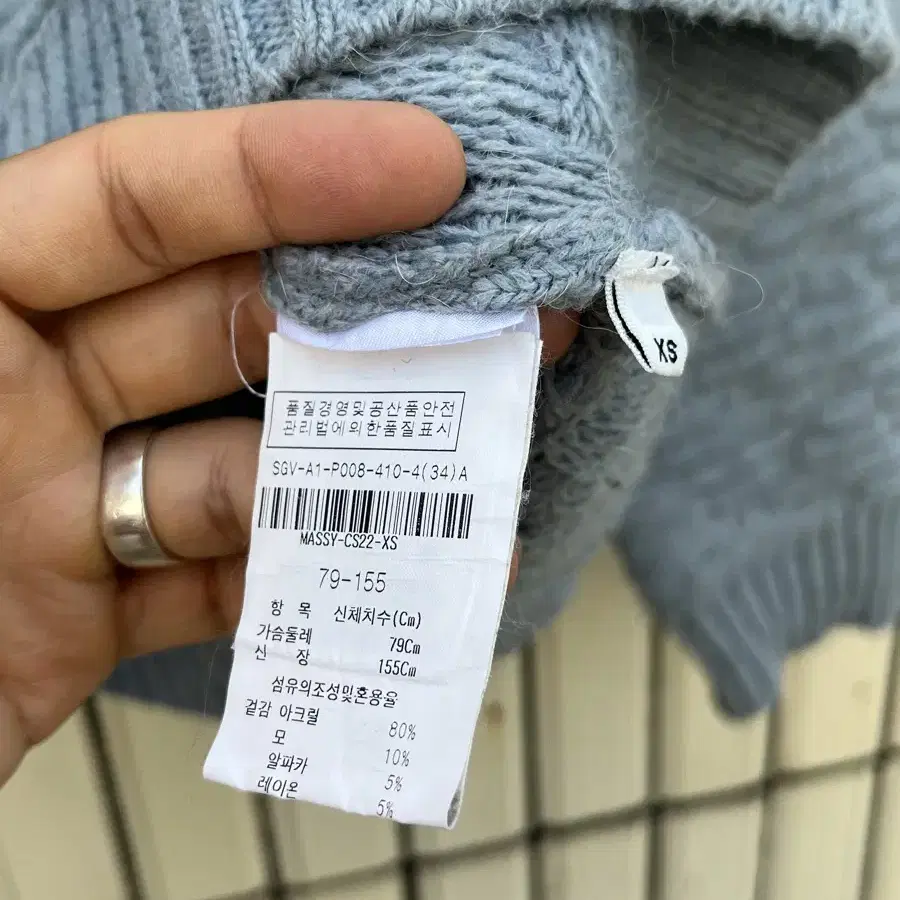 품질경영및공산품안전
관리법에의한품질표시
SGV-A1-P008-410-4(34)A
MASSY-CS22-XS
79-155
항 목 신체치수(Cm)
가슴둘레 79Cm
신 장 155Cm
섬유의조성및혼용율
겉감 아크릴 80%
모 10%
알파카 5%
레이온 5%
XS